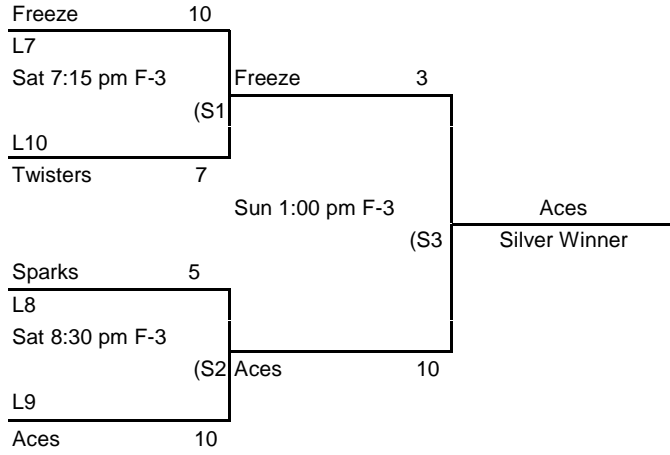 Freeze 10
L7
Sat 7:15 pm F-3
Freeze 3
(S1
L10
Twisters 7
Sun 1:00 pm F-3
Aces
(S3
Silver Winner
Sparks 5
L8
Sat 8:30 pm F-3
(S2
Aces 10
L9
Aces 10